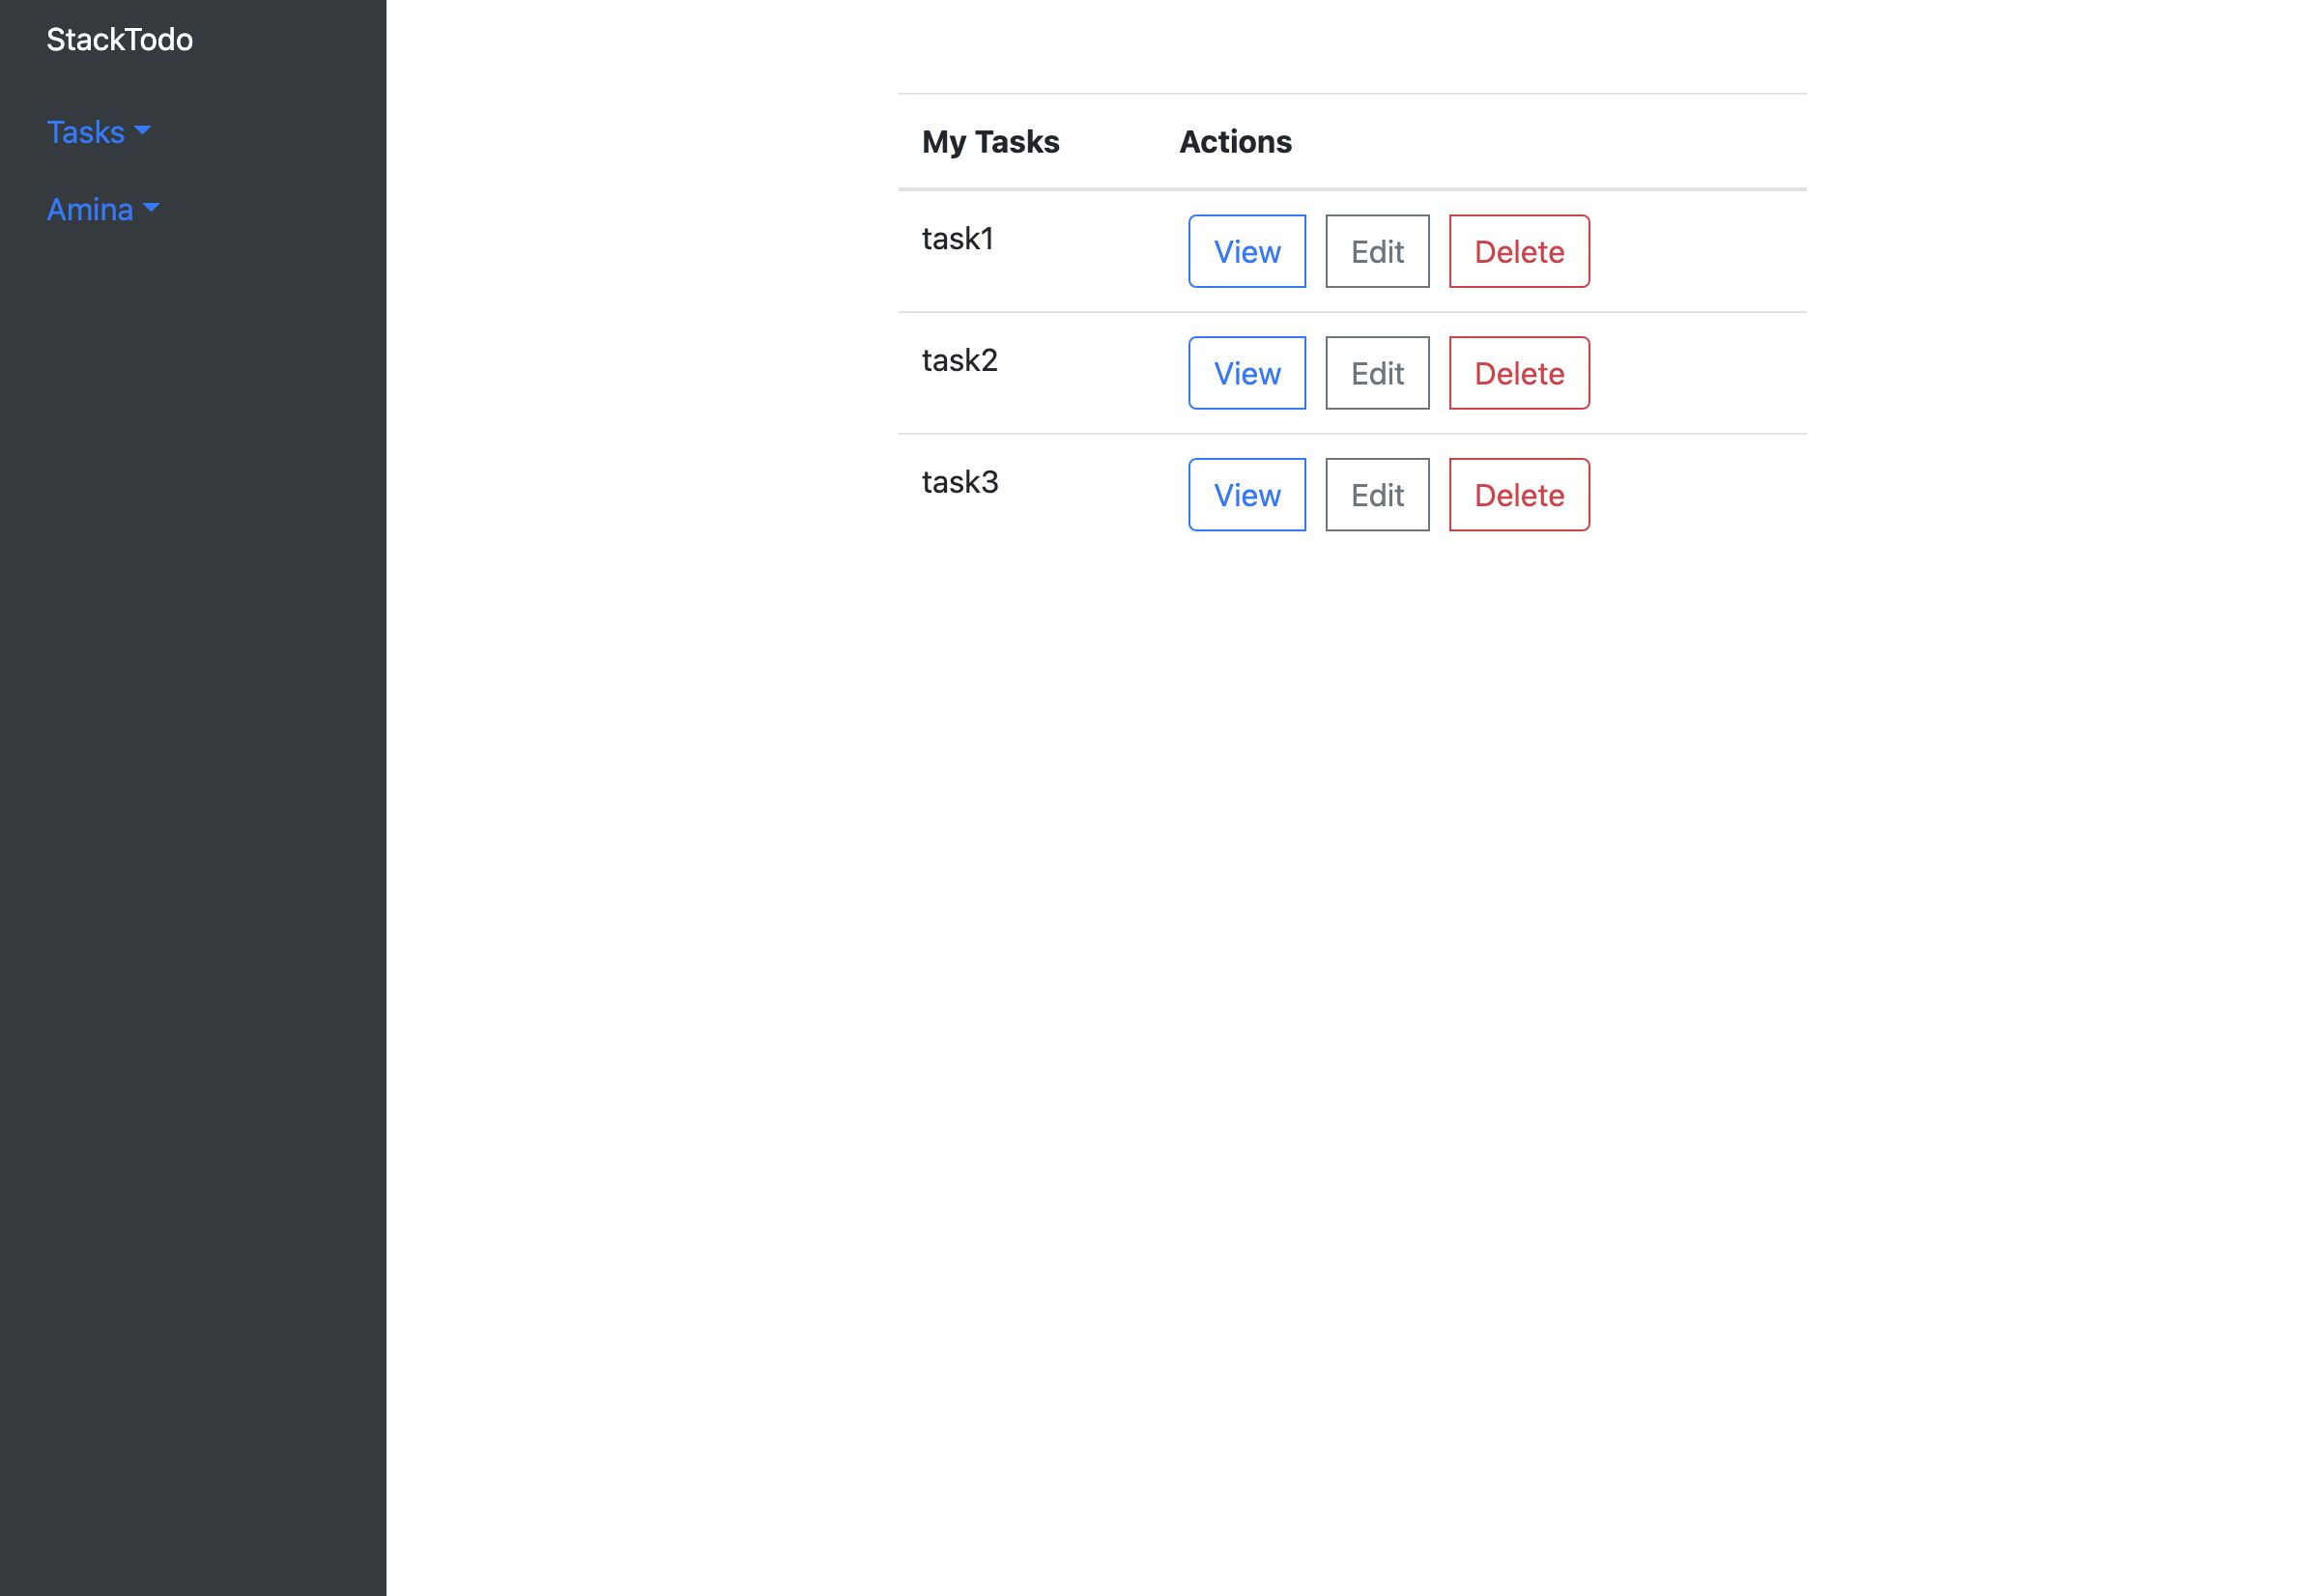 StackTodo
Tasks
Amina
My Tasks Actions
task1 View Edit Delete
task2 View Edit Delete
task3 View Edit Delete